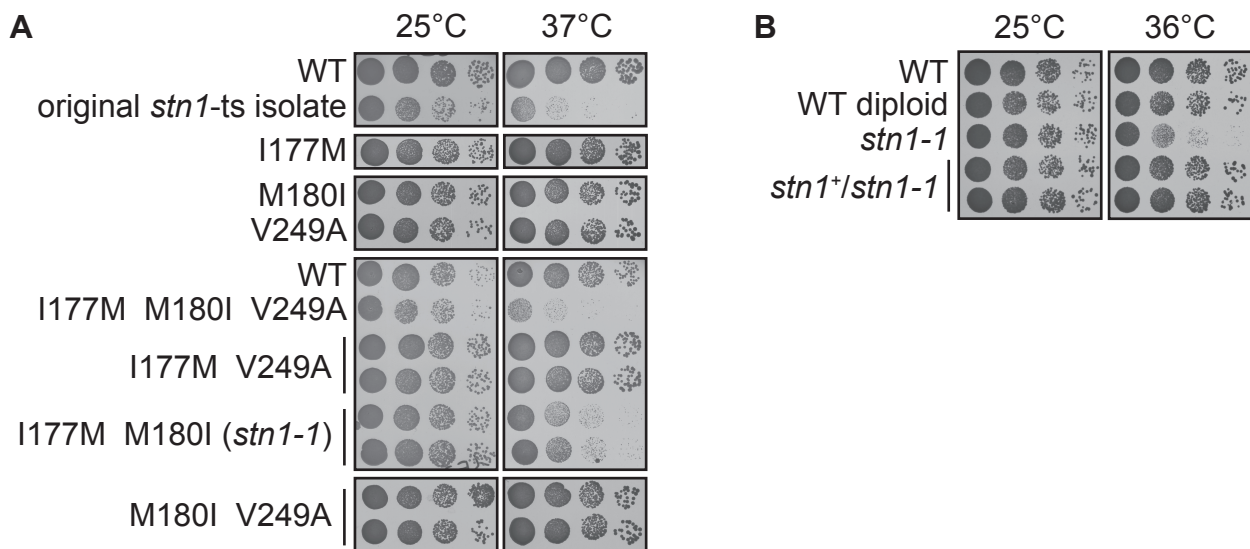 A
25°C 37°C
WT
original stn1-ts isolate
I177M
M180I
V249A
WT
I177M M180I V249A
I177M V249A
I177M M180I (stn1-1)
M180I V249A
B
25°C 36°C
WT
WT diploid
stn1-1
stn1⁺/stn1-1